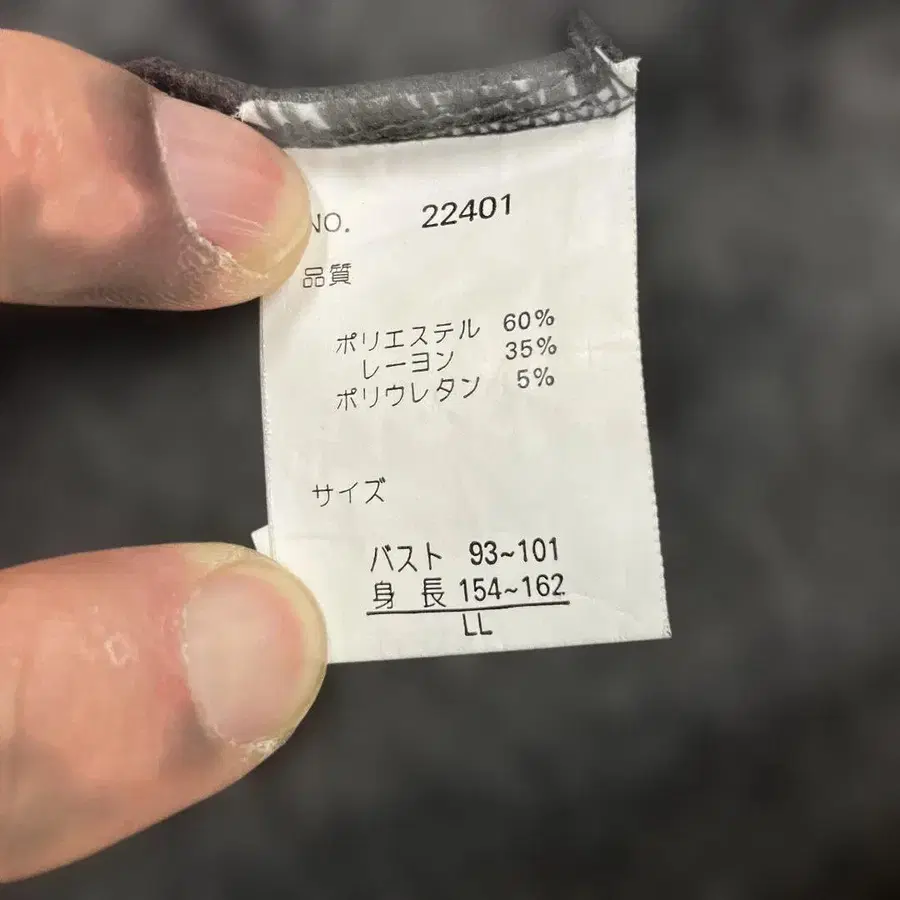 NO. 22401
品質
ポリエステル 60%
レーヨン 35%
ポリウレタン 5%
サイズ
バスト 93~101
身長 154~162
LL